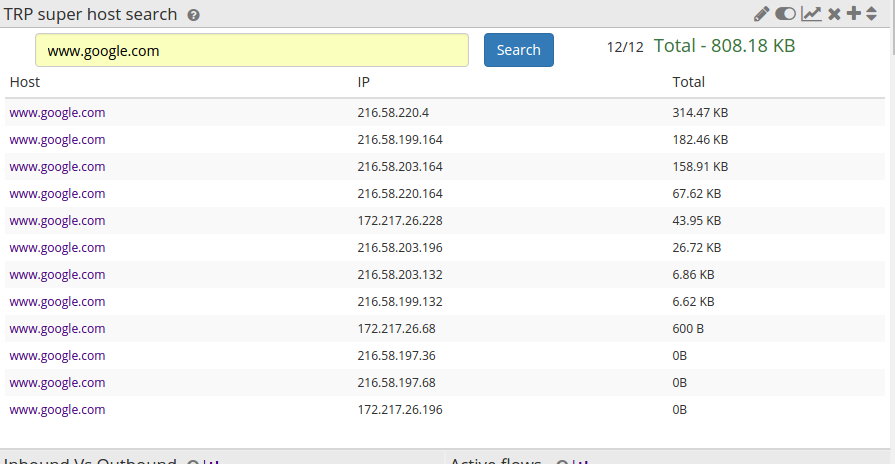 TRP super host search
www.google.com Search 12/12 Total - 808.18 KB
Host IP Total
www.google.com 216.58.220.4 314.47 KB
www.google.com 216.58.199.164 182.46 KB
www.google.com 216.58.203.164 158.91 KB
www.google.com 216.58.220.164 67.62 KB
www.google.com 172.217.26.228 43.95 KB
www.google.com 216.58.203.196 26.72 KB
www.google.com 216.58.203.132 6.86 KB
www.google.com 216.58.199.132 6.62 KB
www.google.com 172.217.26.68 600 B
www.google.com 216.58.197.36 0B
www.google.com 216.58.197.68 0B
www.google.com 172.217.26.196 0B
Inbound Vs Outbound Active flows